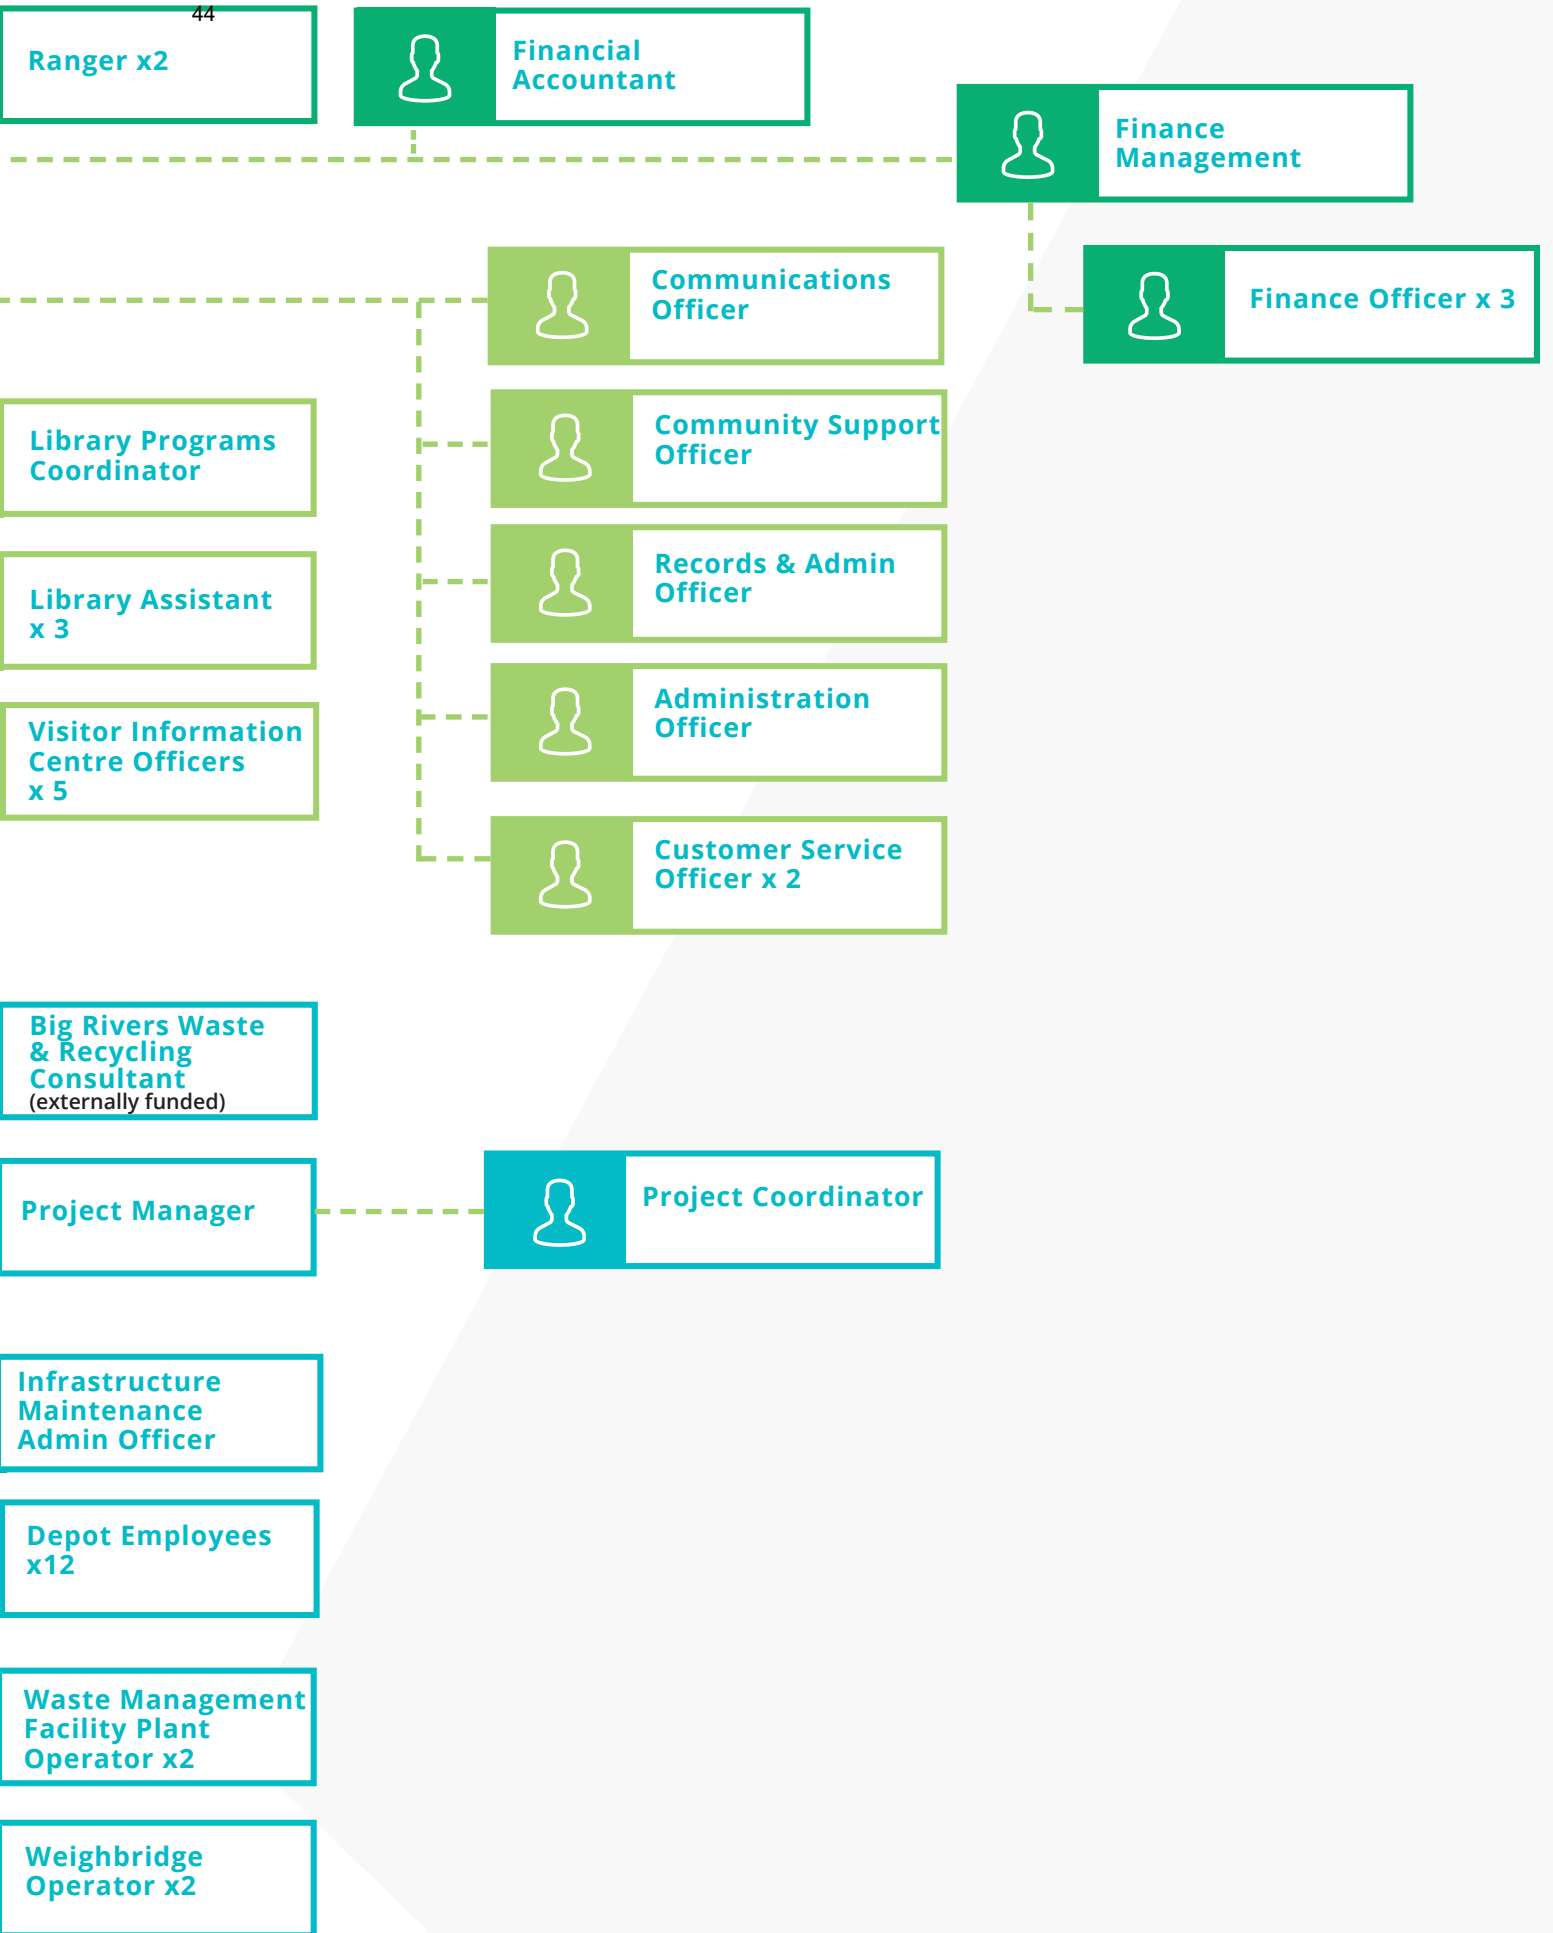 44
Ranger x2
Financial
Accountant
Finance
Management
Finance Officer x 3
Communications
Officer
Community Support
Officer
Library Programs
Coordinator
Records & Admin
Officer
Library Assistant
x 3
Administration
Officer
Visitor Information
Centre Officers
x 5
Customer Service
Officer x 2
Big Rivers Waste
& Recycling
Consultant
(externally funded)
Project Manager
Project Coordinator
Infrastructure
Maintenance
Admin Officer
Depot Employees
x12
Waste Management
Facility Plant
Operator x2
Weighbridge
Operator x2